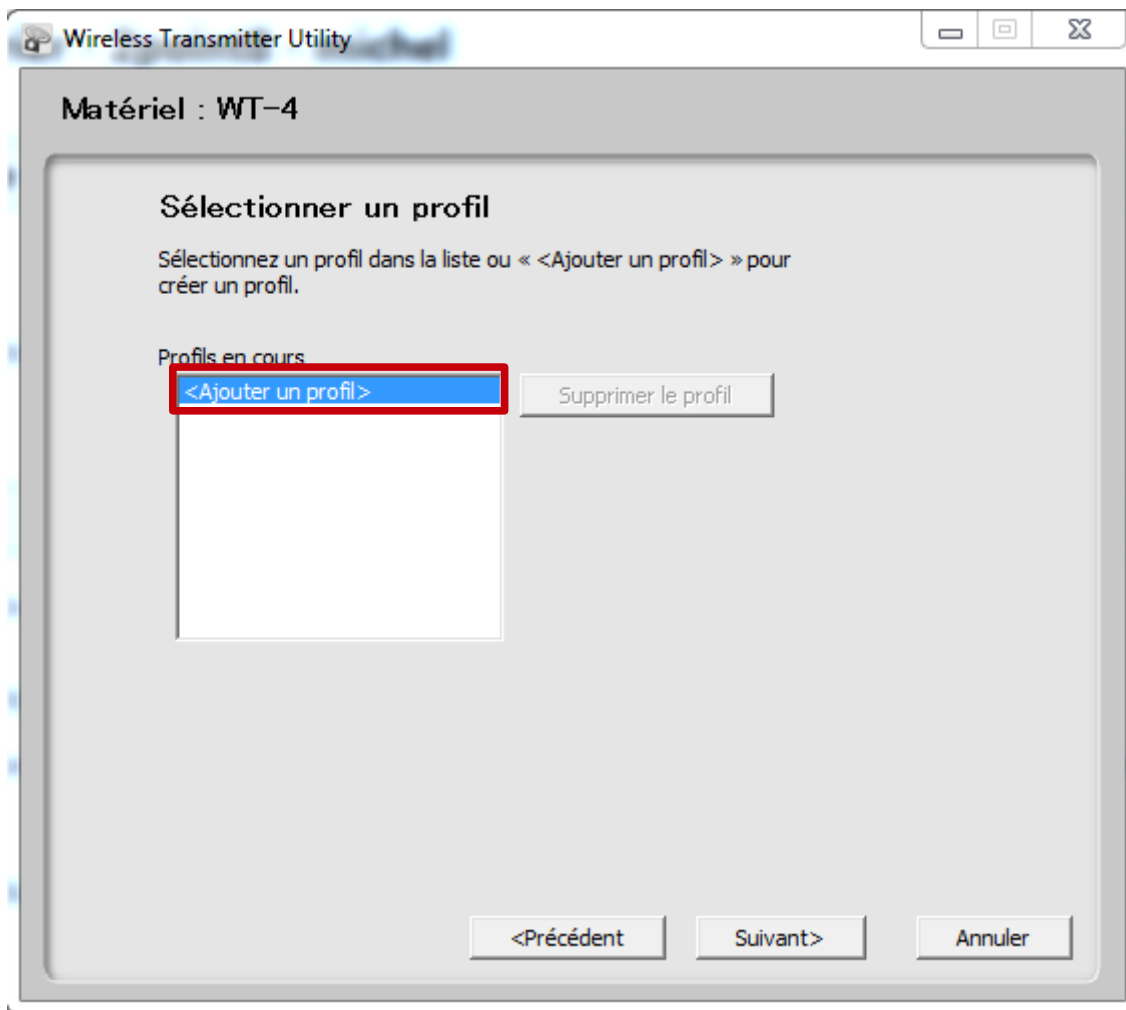 Wireless Transmitter Utility
Matériel : WT-4
Sélectionner un profil
Sélectionnez un profil dans la liste ou « <Ajouter un profil> » pour
créer un profil.
Profils en cours
<Ajouter un profil>
Supprimer le profil
<Précédent
Suivant>
Annuler